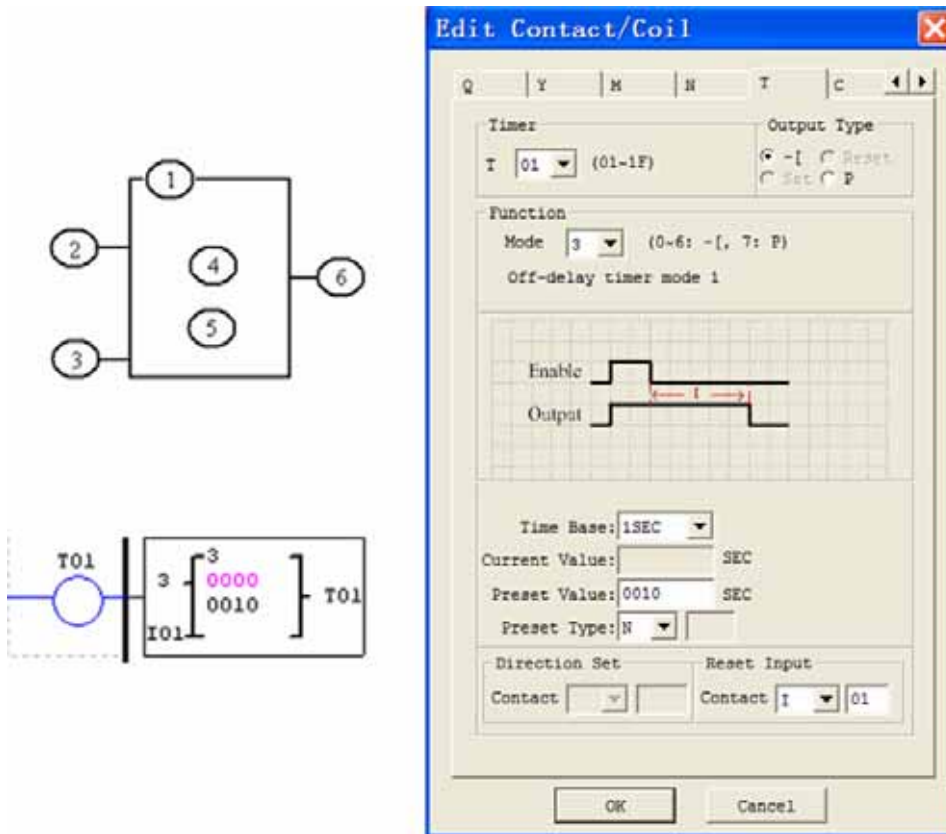 Edit Contact/Coil
Q Y M N T C
Timer
T 01 (01-1F)
Output Type
-[ Reset
Set P
Function
Mode 3 (0~6: -[, 7: P)
Off-delay timer mode 1
Enable
Output
T
Time Base: 1SEC
Current Value: SEC
Preset Value: 0010 SEC
Preset Type: N
Direction Set
Contact
Reset Input
Contact I 01
OK Cancel
1
2
4
6
5
3
T01
3
3
0000
0010
T01
I01